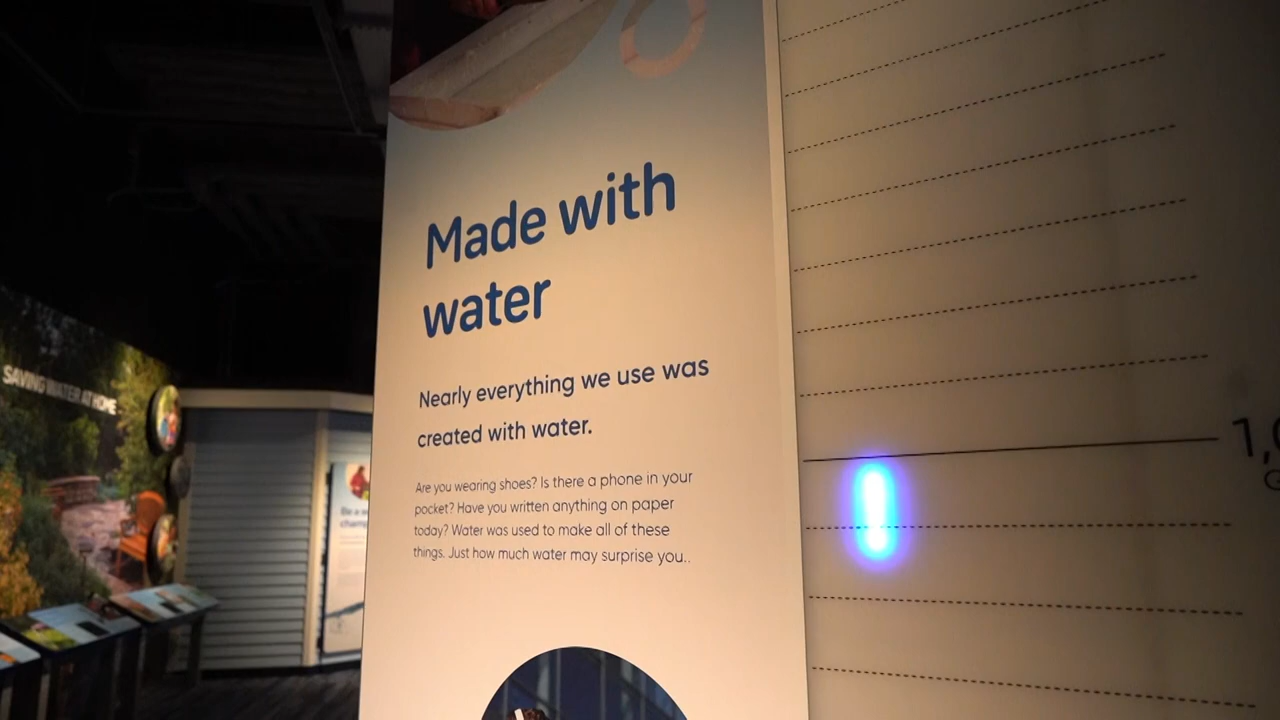 Made with
water
Nearly everything we use was
created with water.
Are you wearing shoes? Is there a phone in your
pocket? Have you written anything on paper
today? Water was used to make all of these
things. Just how much water may surprise you..
SAVING WATER AT HOME
Be a
1,